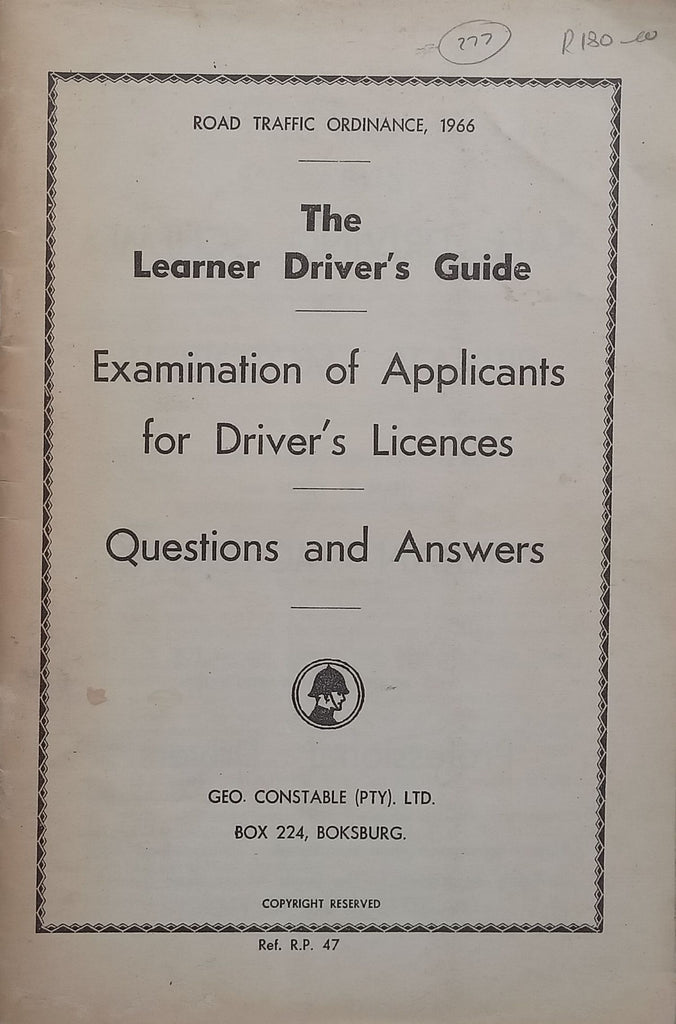 277 R180-00
ROAD TRAFFIC ORDINANCE, 1966
The
Learner Driver's Guide
Examination of Applicants
for Driver's Licences
Questions and Answers
GEO. CONSTABLE (PTY). LTD.
BOX 224, BOKSBURG.
COPYRIGHT RESERVED
Ref. R.P. 47